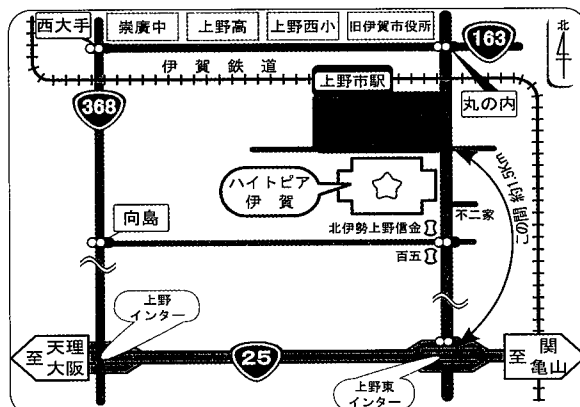 西大手
崇廣中
上野高
上野西小
旧伊賀市役所
163
北
4
伊賀鉄道
上野市駅
丸の内
368
ハイトピア
伊賀
この間 約1.5Km
不二家
向島
北伊勢上野信金
百五
上野
インター
至 天理
大阪
25
上野東
インター
至 関
亀山